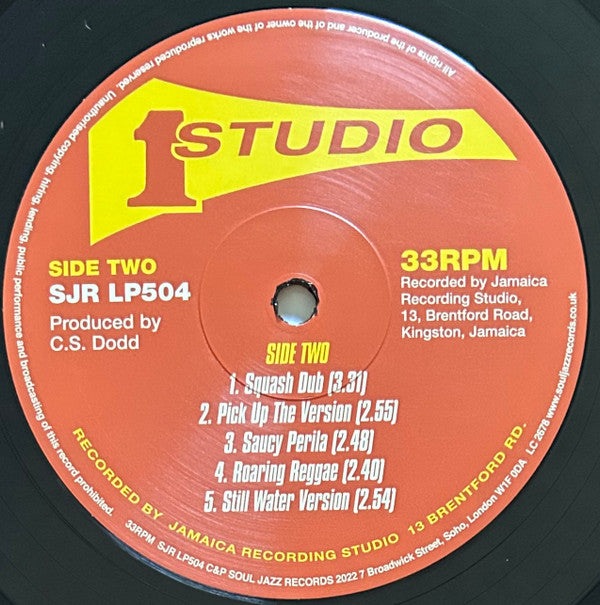 All rights of the producer and of the owner of the works reproduced reserved. Unauthorised copying, hiring, lending, public performance and broadcasting of this record prohibited.
1 STUDIO
SIDE TWO
SJR LP504
Produced by
C.S. Dodd
33RPM
Recorded by Jamaica
Recording Studio,
13, Brentford Road,
Kingston, Jamaica
SIDE TWO
1. Squash Dub (3.31)
2. Pick Up The Version (2.55)
3. Saucy Perila (2.48)
4. Roaring Reggae (2.40)
5. Still Water Version (2.54)
RECORDED BY JAMAICA RECORDING STUDIO 13 BRENTFORD RD.
33RPM SJR LP504 C&P SOUL JAZZ RECORDS 2022 7 Broadwick Street, Soho, London W1F 0DA LC 2678 www.souljazzrecords.co.uk